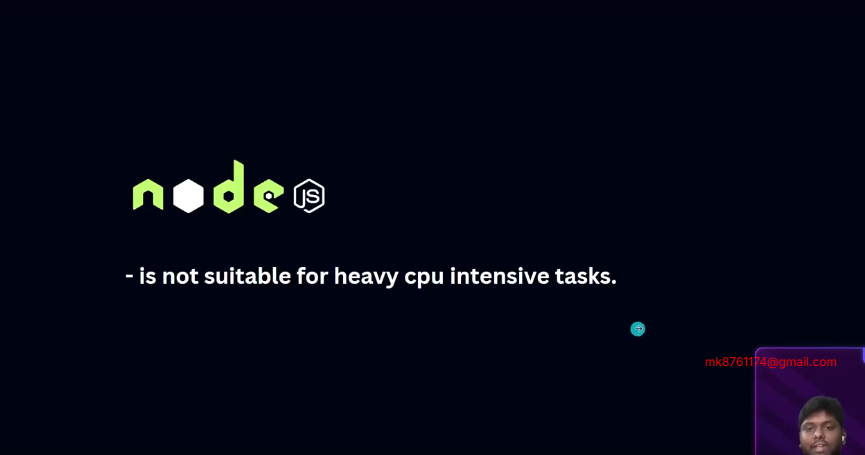 node JS
- is not suitable for heavy cpu intensive tasks.
mk8761174@gmail.com